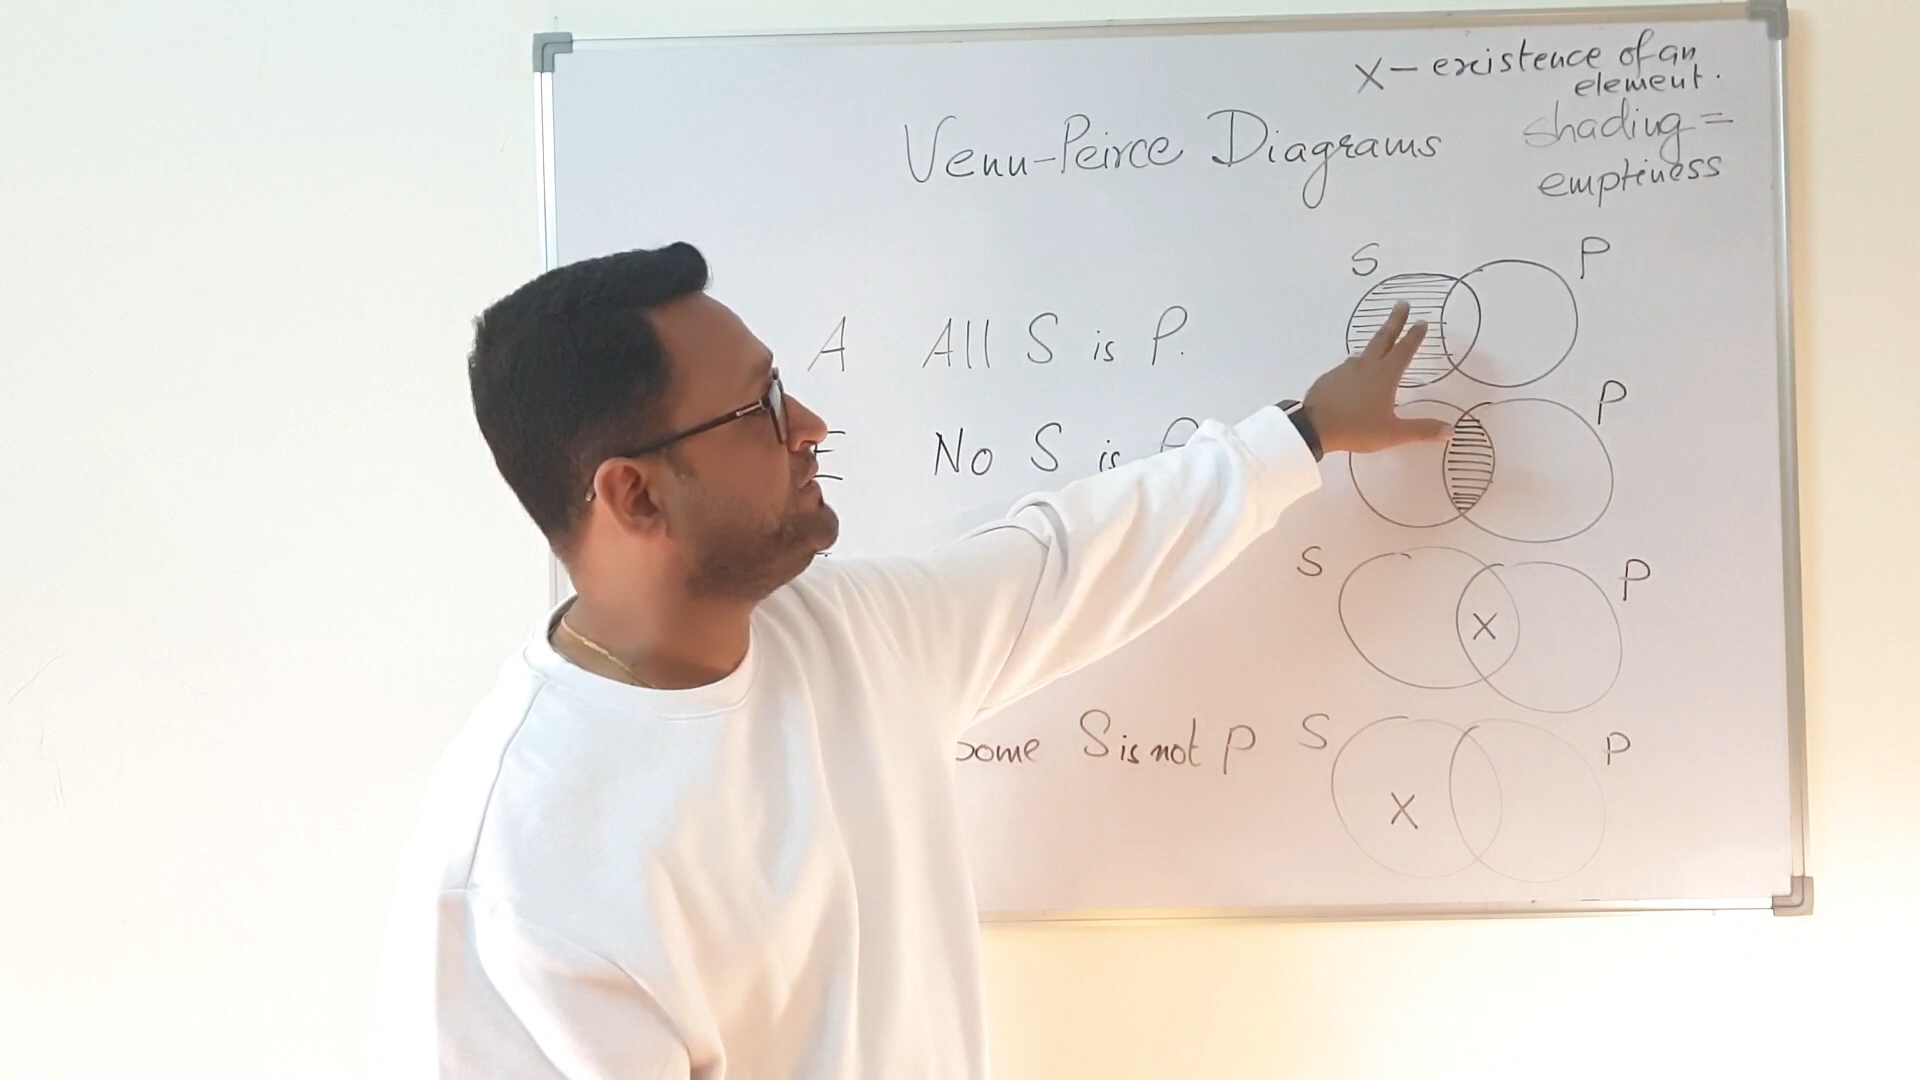 X – existence of an
element.
Venn-Peirce Diagrams
shading =
emptiness
S P
A All S is P.
P
E No S is P
S P
X
Some S is not P S P
X